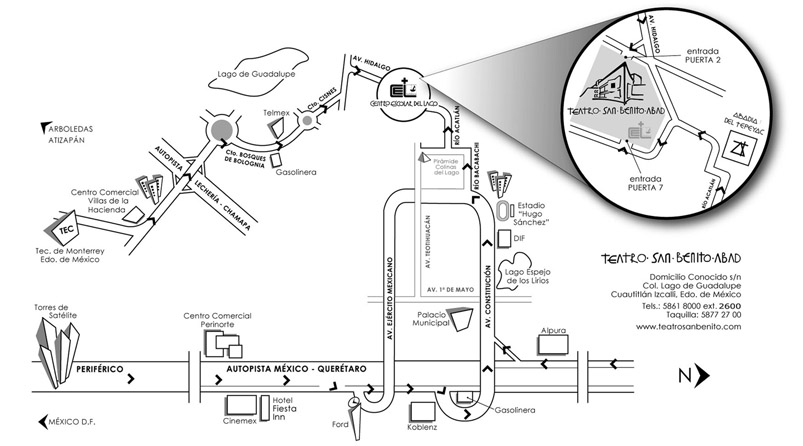 Lago de Guadalupe
AV. HIDALGO
Cto. CISNES
CENTRO ESCOLAR DEL LAGO
Telmex
ARBOLEDAS
ATIZAPÁN
Cto. BOSQUES
DE BOLOGNIA
Gasolinera
AUTOPISTA
LECHERÍA - CHAMAPA
RÍO ACATLÁN
Pirámide
Colinas
del Lago
RÍO BACABACHI
Centro Comercial
Villas de la
Hacienda
TEC
Tec. de Monterrey
Edo. de México
Estadio
"Hugo
Sánchez"
DIF
AV. TEOTIHUACÁN
AV. EJÉRCITO MEXICANO
AV. CONSTITUCIÓN
Lago Espejo
de los Lirios
AV. 1º DE MAYO
Torres de
Satélite
Centro Comercial
Perinorte
Palacio
Municipal
Alpura
PERIFÉRICO
AUTOPISTA MÉXICO - QUERÉTARO
MÉXICO D.F.
Cinemex
Hotel
Fiesta
Inn
Ford
Koblenz
Gasolinera
N
AV. HIDALGO
entrada
PUERTA 2
TEATRO·SAN·BENITO·ABAD
ABADIA
DEL TEPEYAC
entrada
PUERTA 7
RÍO ACATLÁN
TEATRO·SAN·BENITO·ABAD
Domicilio Conocido s/n
Col. Lago de Guadalupe
Cuautitlán Izcalli, Edo. de México
Tels.: 5861 8000 ext. 2600
Taquilla: 5877 27 00
www.teatrosanbenito.com